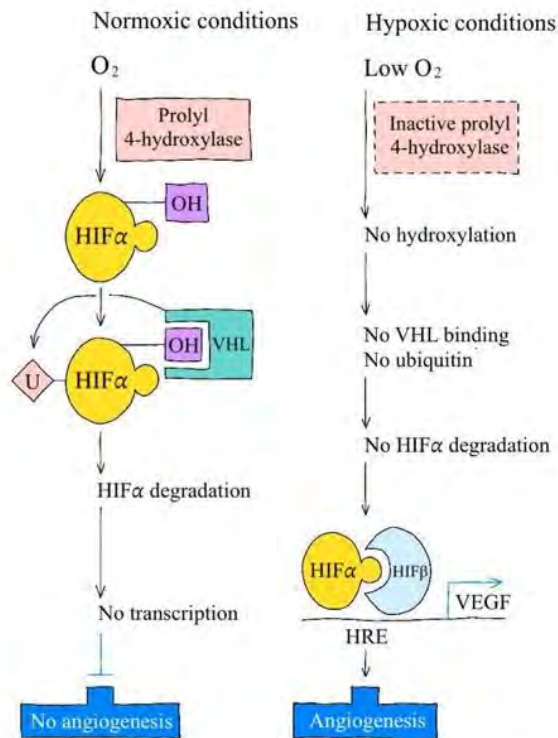 Normoxic conditions
O₂
Prolyl
4-hydroxylase
OH
HIFα
OH
VHL
U
HIFα
HIFα degradation
No transcription
No angiogenesis
Hypoxic conditions
Low O₂
Inactive prolyl
4-hydroxylase
No hydroxylation
No VHL binding
No ubiquitin
No HIFα degradation
HIFα
HIFβ
VEGF
HRE
Angiogenesis